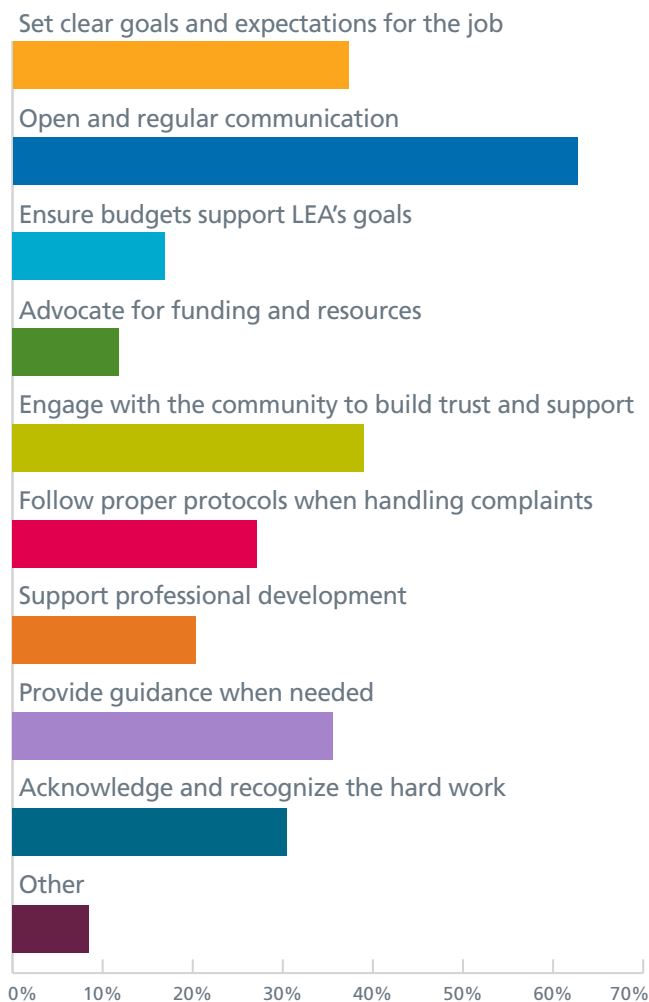 Set clear goals and expectations for the job
Open and regular communication
Ensure budgets support LEA’s goals
Advocate for funding and resources
Engage with the community to build trust and support
Follow proper protocols when handling complaints
Support professional development
Provide guidance when needed
Acknowledge and recognize the hard work
Other
0% 10% 20% 30% 40% 50% 60% 70%